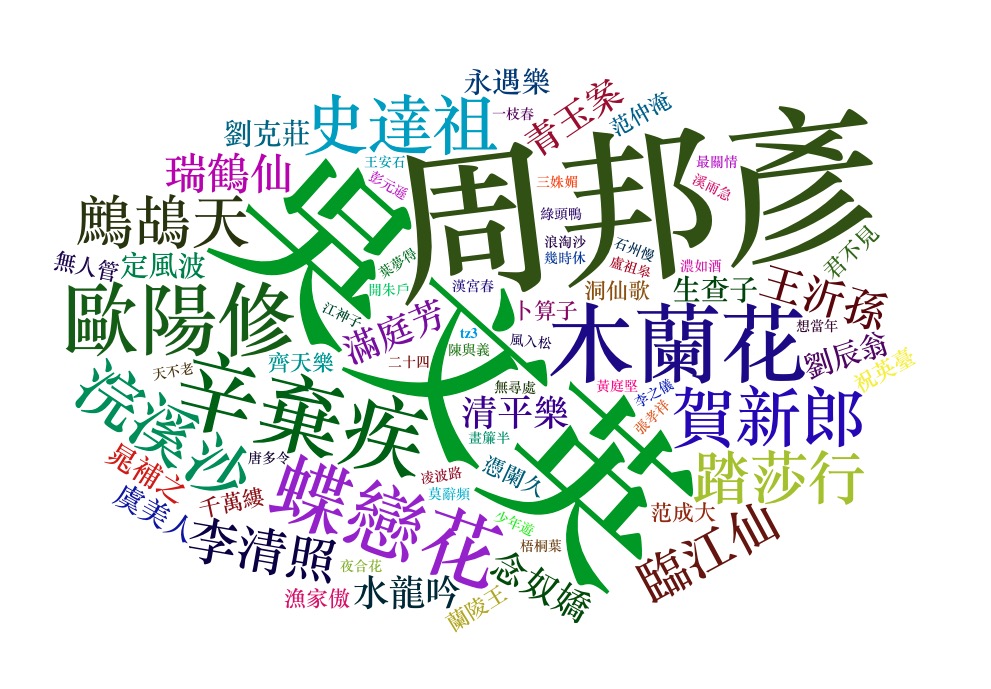 永遇樂
青玉案
范仲淹
一枝春
史達祖
劉克莊
周邦彥
王安石
彭元遜
瑞鶴仙
三姝媚
最關情
溪雨急
吳文英
鷓鴣天
綠頭鴨
浪淘沙
幾時休
石州慢
盧祖皋
濃如酒
君不見
無人管
定風波
葉夢得
閒朱戶
漢宮春
洞仙歌
生查子
王沂孫
歐陽修
江神子
滿庭芳
卜算子
木蘭花
想當年
tz3
陳與義
風入松
劉辰翁
祝英臺
齊天樂
二十四
天不老
辛棄疾
無尋處
黃庭堅
李之儀
張孝祥
清平樂
賀新郎
浣溪沙
畫簾半
踏莎行
唐多令
晁補之
千萬縷
凌波路
莫辭頻
憑闌久
虞美人
蝶戀花
少年遊
范成大
李清照
梧桐葉
臨江仙
夜合花
念奴嬌
漁家傲
水龍吟
蘭陵王